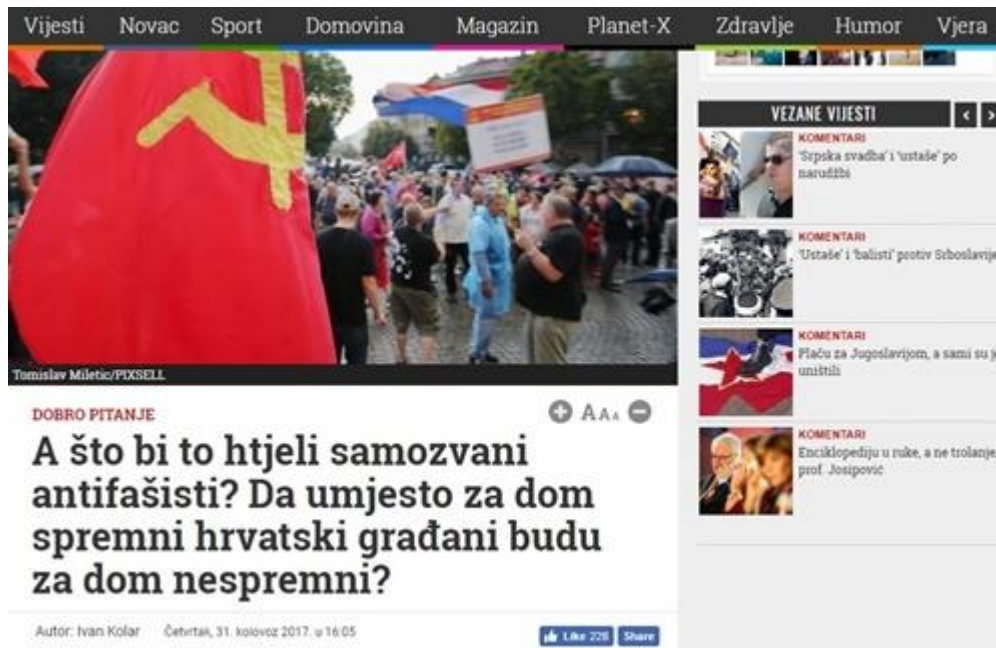 Vijesti Novac Sport Domovina Magazin Planet-X Zdravlje Humor Vjera
VEZANE VIJESTI
KOMENTARI
'Srpska svadba' i 'ustaše' po
narudžbi
KOMENTARI
'Ustaše' i 'balisti' protiv Srboslavije
KOMENTARI
Plaču za Jugoslavijom, a sami su je
uništili
KOMENTARI
Enciklopediju u ruke, a ne trolanje,
prof. Josipović
Tomislav Miletic/PIXSELL
DOBRO PITANJE
A A A
A što bi to htjeli samozvani
antifašisti? Da umjesto za dom
spremni hrvatski građani budu
za dom nespremni?
Autor: Ivan Kolar Četvrtak, 31. kolovoz 2017. u 16:05
Like 228 Share